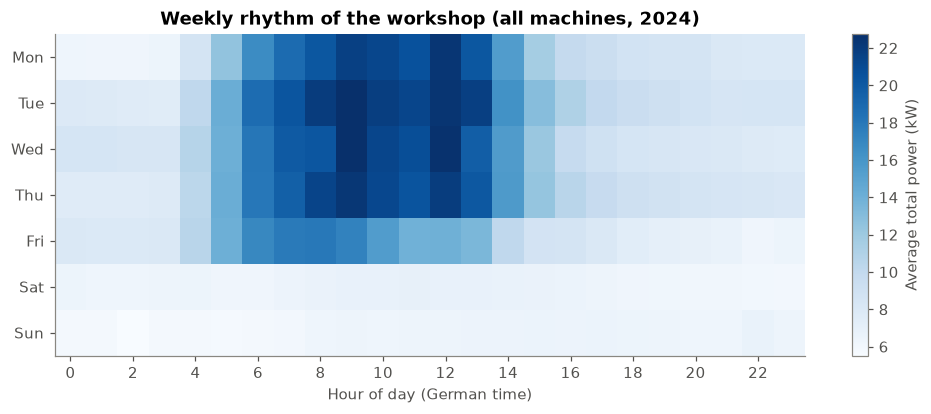 Weekly rhythm of the workshop (all machines, 2024)
Mon
Tue
Wed
Thu
Fri
Sat
Sun
0 2 4 6 8 10 12 14 16 18 20 22
Hour of day (German time)
22
20
18
16
14
12
10
8
6
Average total power (kW)